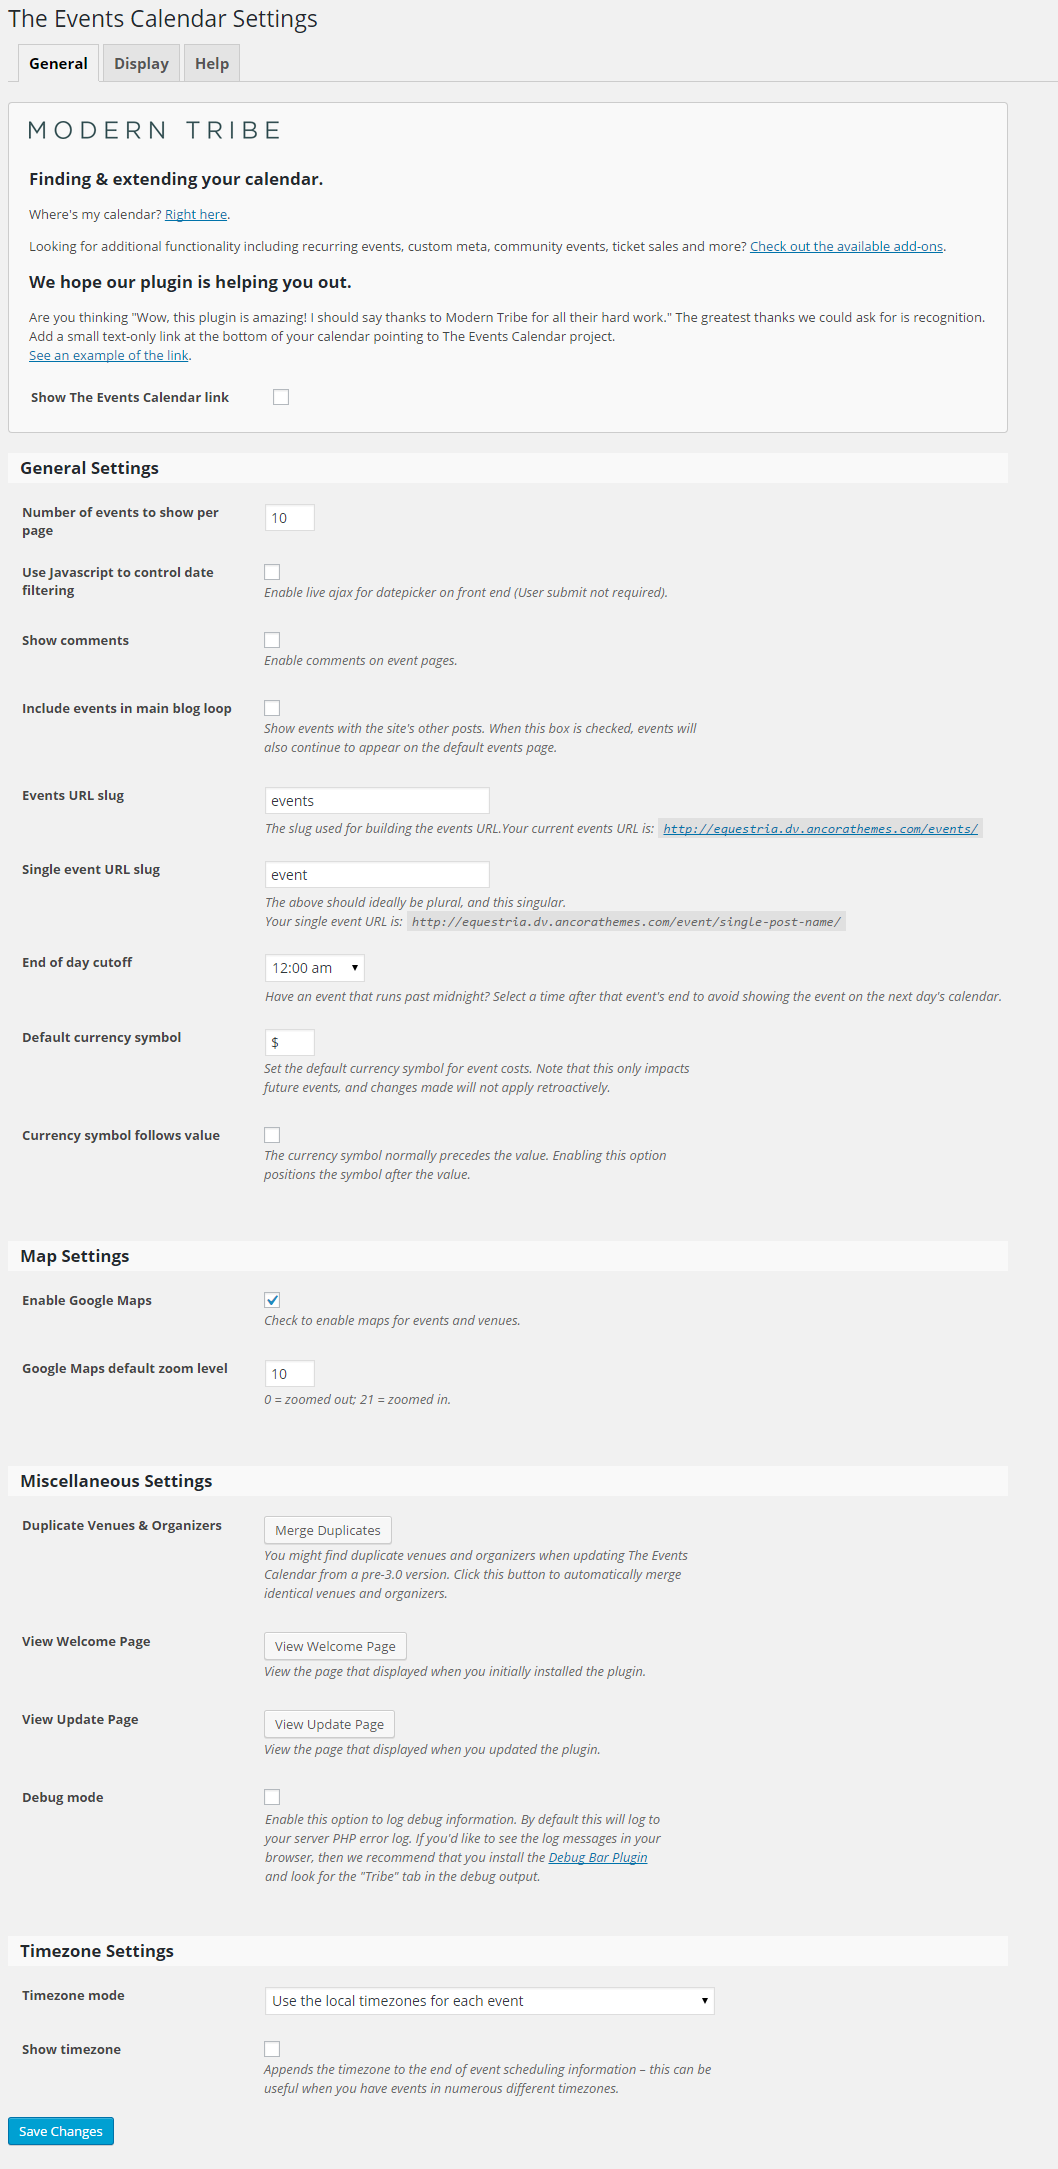 The Events Calendar Settings
General Display Help
MODERN TRIBE
Finding & extending your calendar.
Where's my calendar? Right here.
Looking for additional functionality including recurring events, custom meta, community events, ticket sales and more? Check out the available add-ons.
We hope our plugin is helping you out.
Are you thinking "Wow, this plugin is amazing! I should say thanks to Modern Tribe for all their hard work." The greatest thanks we could ask for is recognition.
Add a small text-only link at the bottom of your calendar pointing to The Events Calendar project.
See an example of the link.
Show The Events Calendar link
General Settings
Number of events to show per
page
10
Use Javascript to control date
filtering
Enable live ajax for datepicker on front end (User submit not required).
Show comments
Enable comments on event pages.
Include events in main blog loop
Show events with the site's other posts. When this box is checked, events will
also continue to appear on the default events page.
Events URL slug
events
The slug used for building the events URL.Your current events URL is: http://equestria.dv.ancorathemes.com/events/
Single event URL slug
event
The above should ideally be plural, and this singular.
Your single event URL is: http://equestria.dv.ancorathemes.com/event/single-post-name/
End of day cutoff
12:00 am
Have an event that runs past midnight? Select a time after that event's end to avoid showing the event on the next day's calendar.
Default currency symbol
$
Set the default currency symbol for event costs. Note that this only impacts
future events, and changes made will not apply retroactively.
Currency symbol follows value
The currency symbol normally precedes the value. Enabling this option
positions the symbol after the value.
Map Settings
Enable Google Maps
Check to enable maps for events and venues.
Google Maps default zoom level
10
0 = zoomed out; 21 = zoomed in.
Miscellaneous Settings
Duplicate Venues & Organizers
Merge Duplicates
You might find duplicate venues and organizers when updating The Events
Calendar from a pre-3.0 version. Click this button to automatically merge
identical venues and organizers.
View Welcome Page
View Welcome Page
View the page that displayed when you initially installed the plugin.
View Update Page
View Update Page
View the page that displayed when you updated the plugin.
Debug mode
Enable this option to log debug information. By default this will log to
your server PHP error log. If you'd like to see the log messages in your
browser, then we recommend that you install the Debug Bar Plugin
and look for the "Tribe" tab in the debug output.
Timezone Settings
Timezone mode
Use the local timezones for each event
Show timezone
Appends the timezone to the end of event scheduling information – this can be
useful when you have events in numerous different timezones.
Save Changes